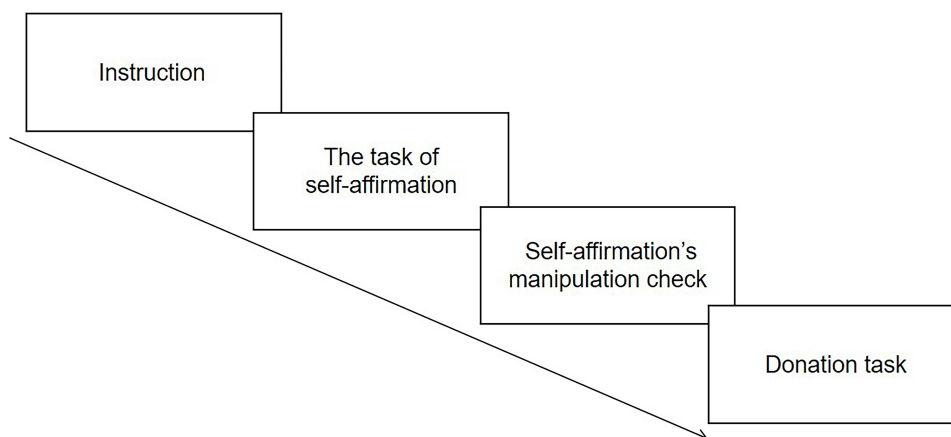 Instruction
The task of
self-affirmation
Self-affirmation’s
manipulation check
Donation task